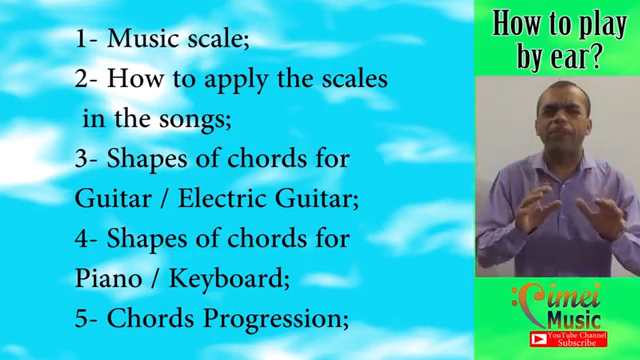 1- Music scale;
2- How to apply the scales
in the songs;
3- Shapes of chords for
Guitar / Electric Guitar;
4- Shapes of chords for
Piano / Keyboard;
5- Chords Progression;
How to play
by ear?
Cimei
Music
YouTube Channel
Subscribe